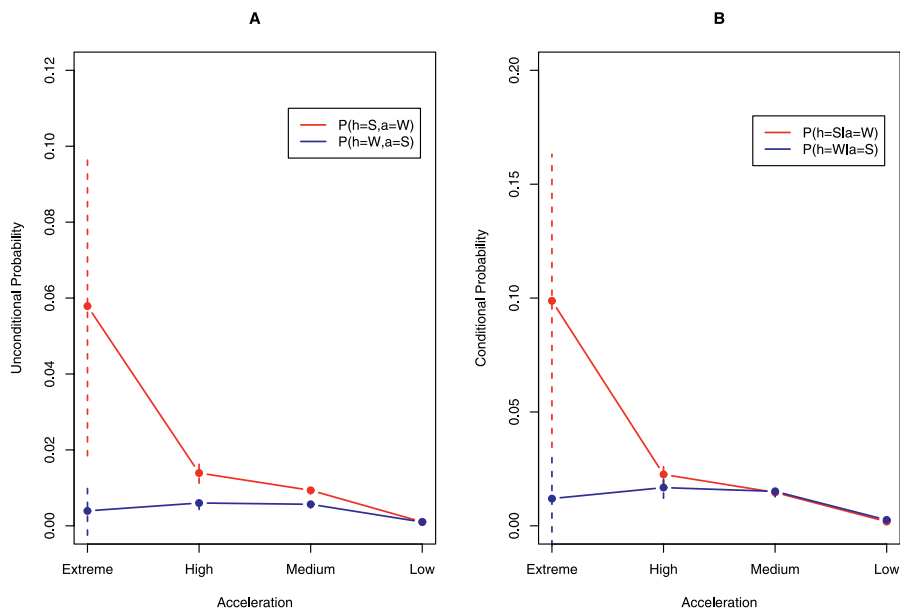 A
Unconditional Probability
0.12
0.10
0.08
0.06
0.04
0.02
0.00
P(h=S,a=W)
P(h=W,a=S)
Extreme High Medium Low
Acceleration
B
Conditional Probability
0.20
0.15
0.10
0.05
0.00
P(h=S|a=W)
P(h=W|a=S)
Extreme High Medium Low
Acceleration